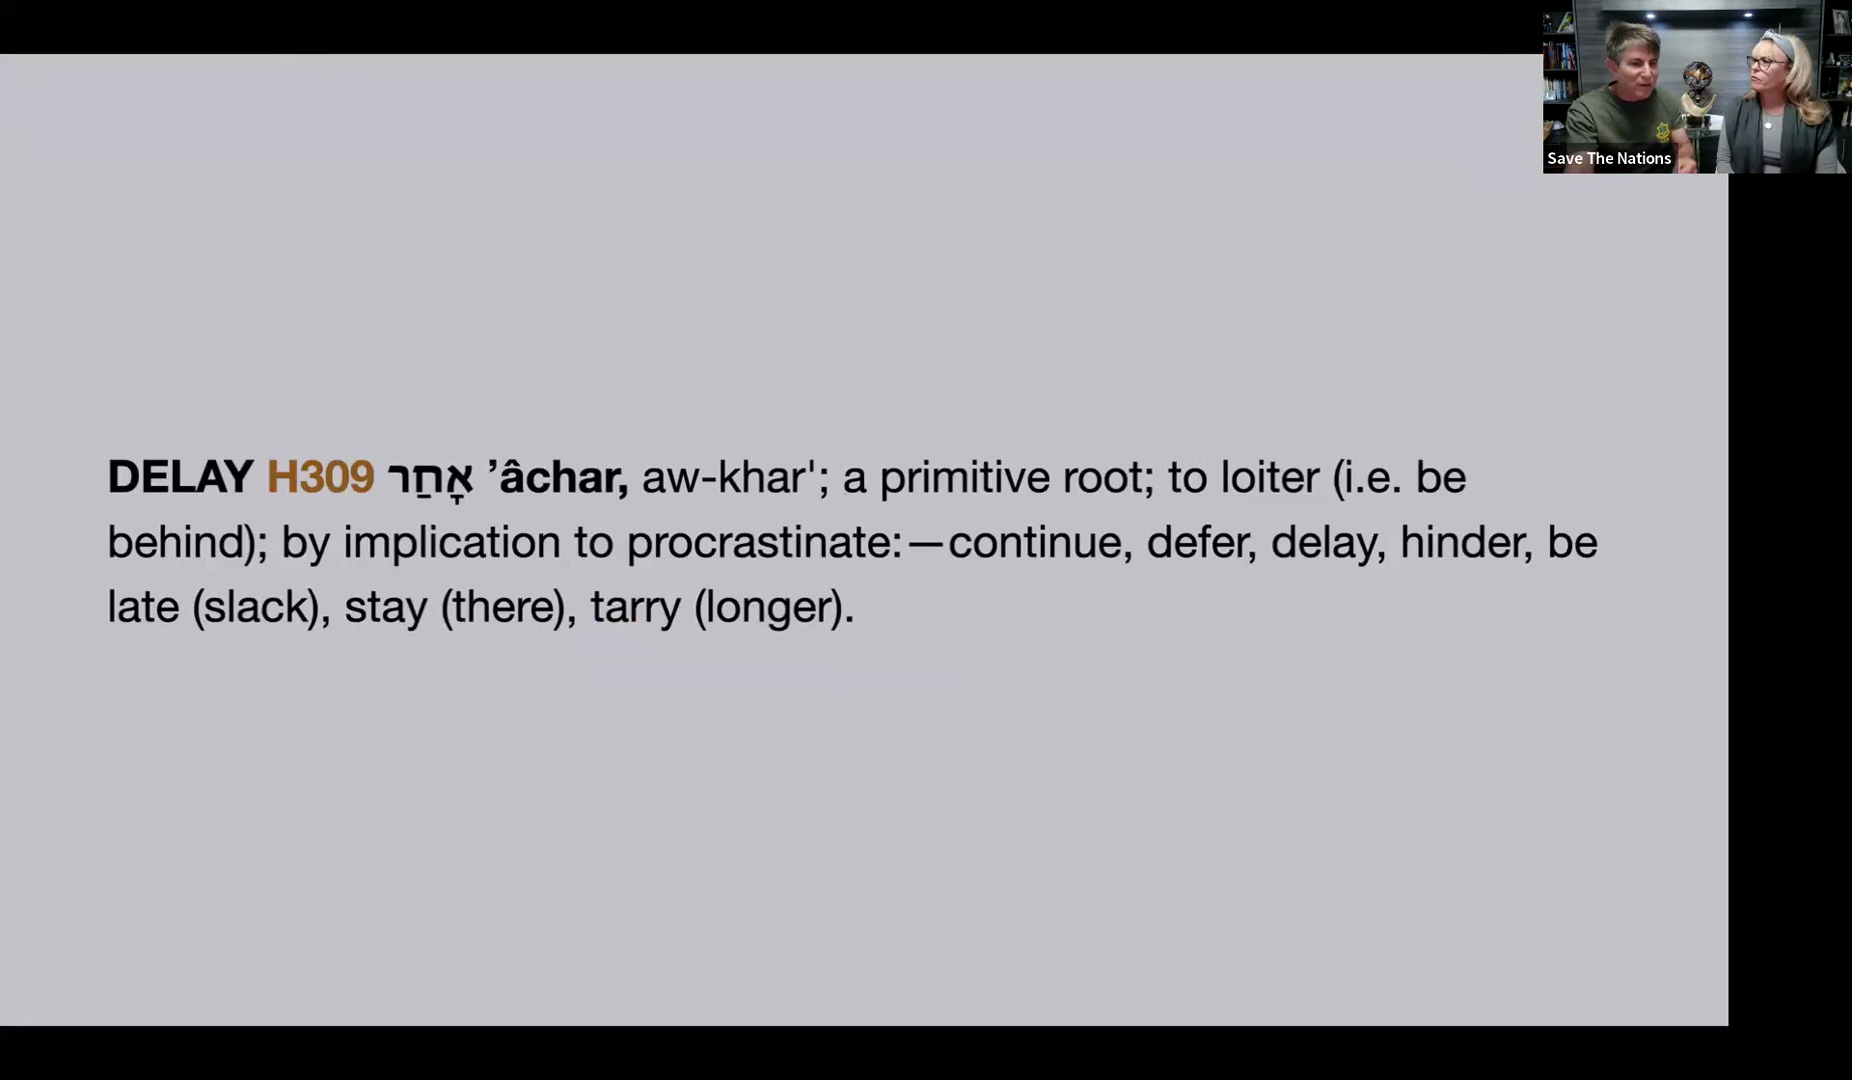 Save The Nations
DELAY H309 אָחַר ’âchar, aw-khar'; a primitive root; to loiter (i.e. be
behind); by implication to procrastinate:—continue, defer, delay, hinder, be
late (slack), stay (there), tarry (longer).